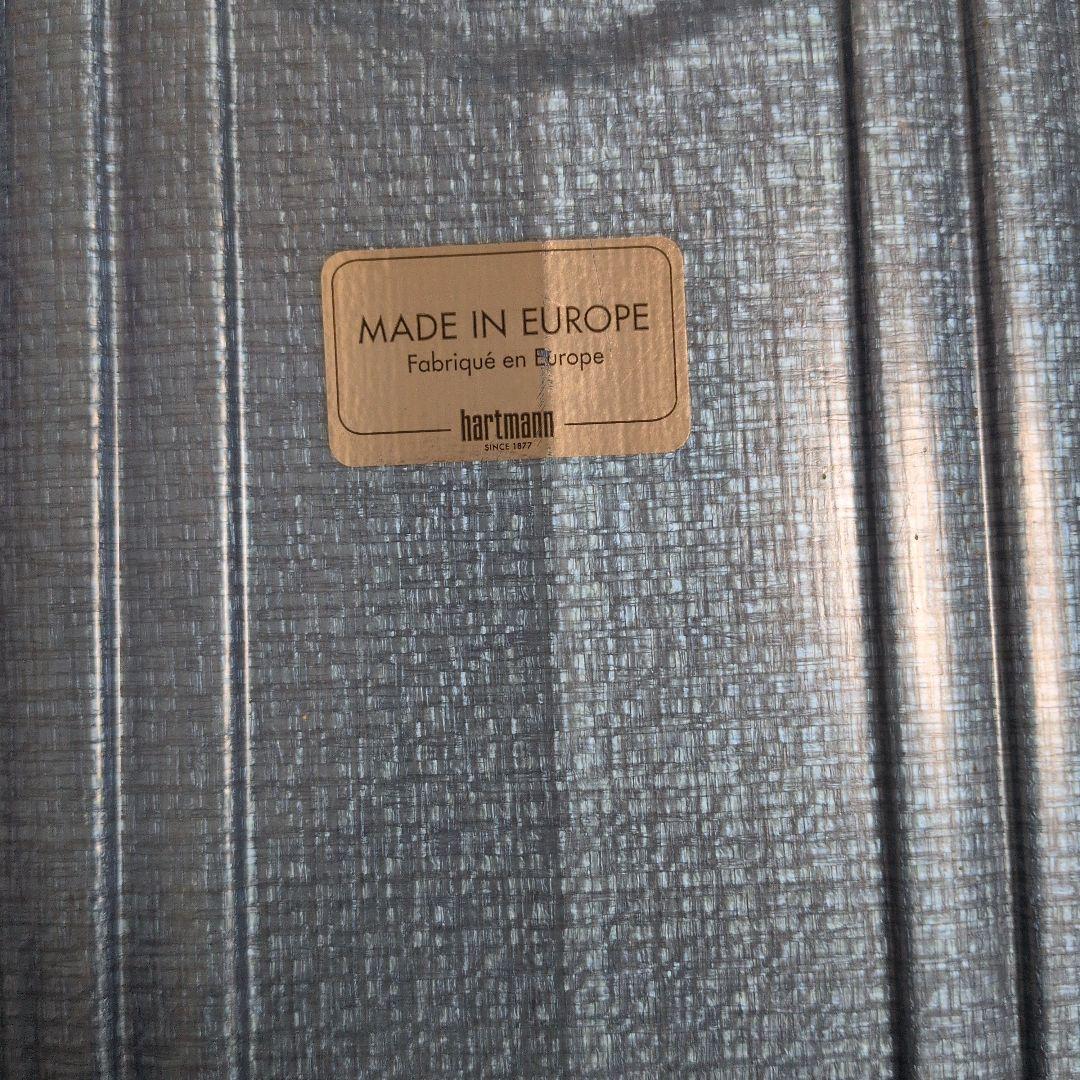 MADE IN EUROPE
Fabriqué en Europe
hartmann
SINCE 1877